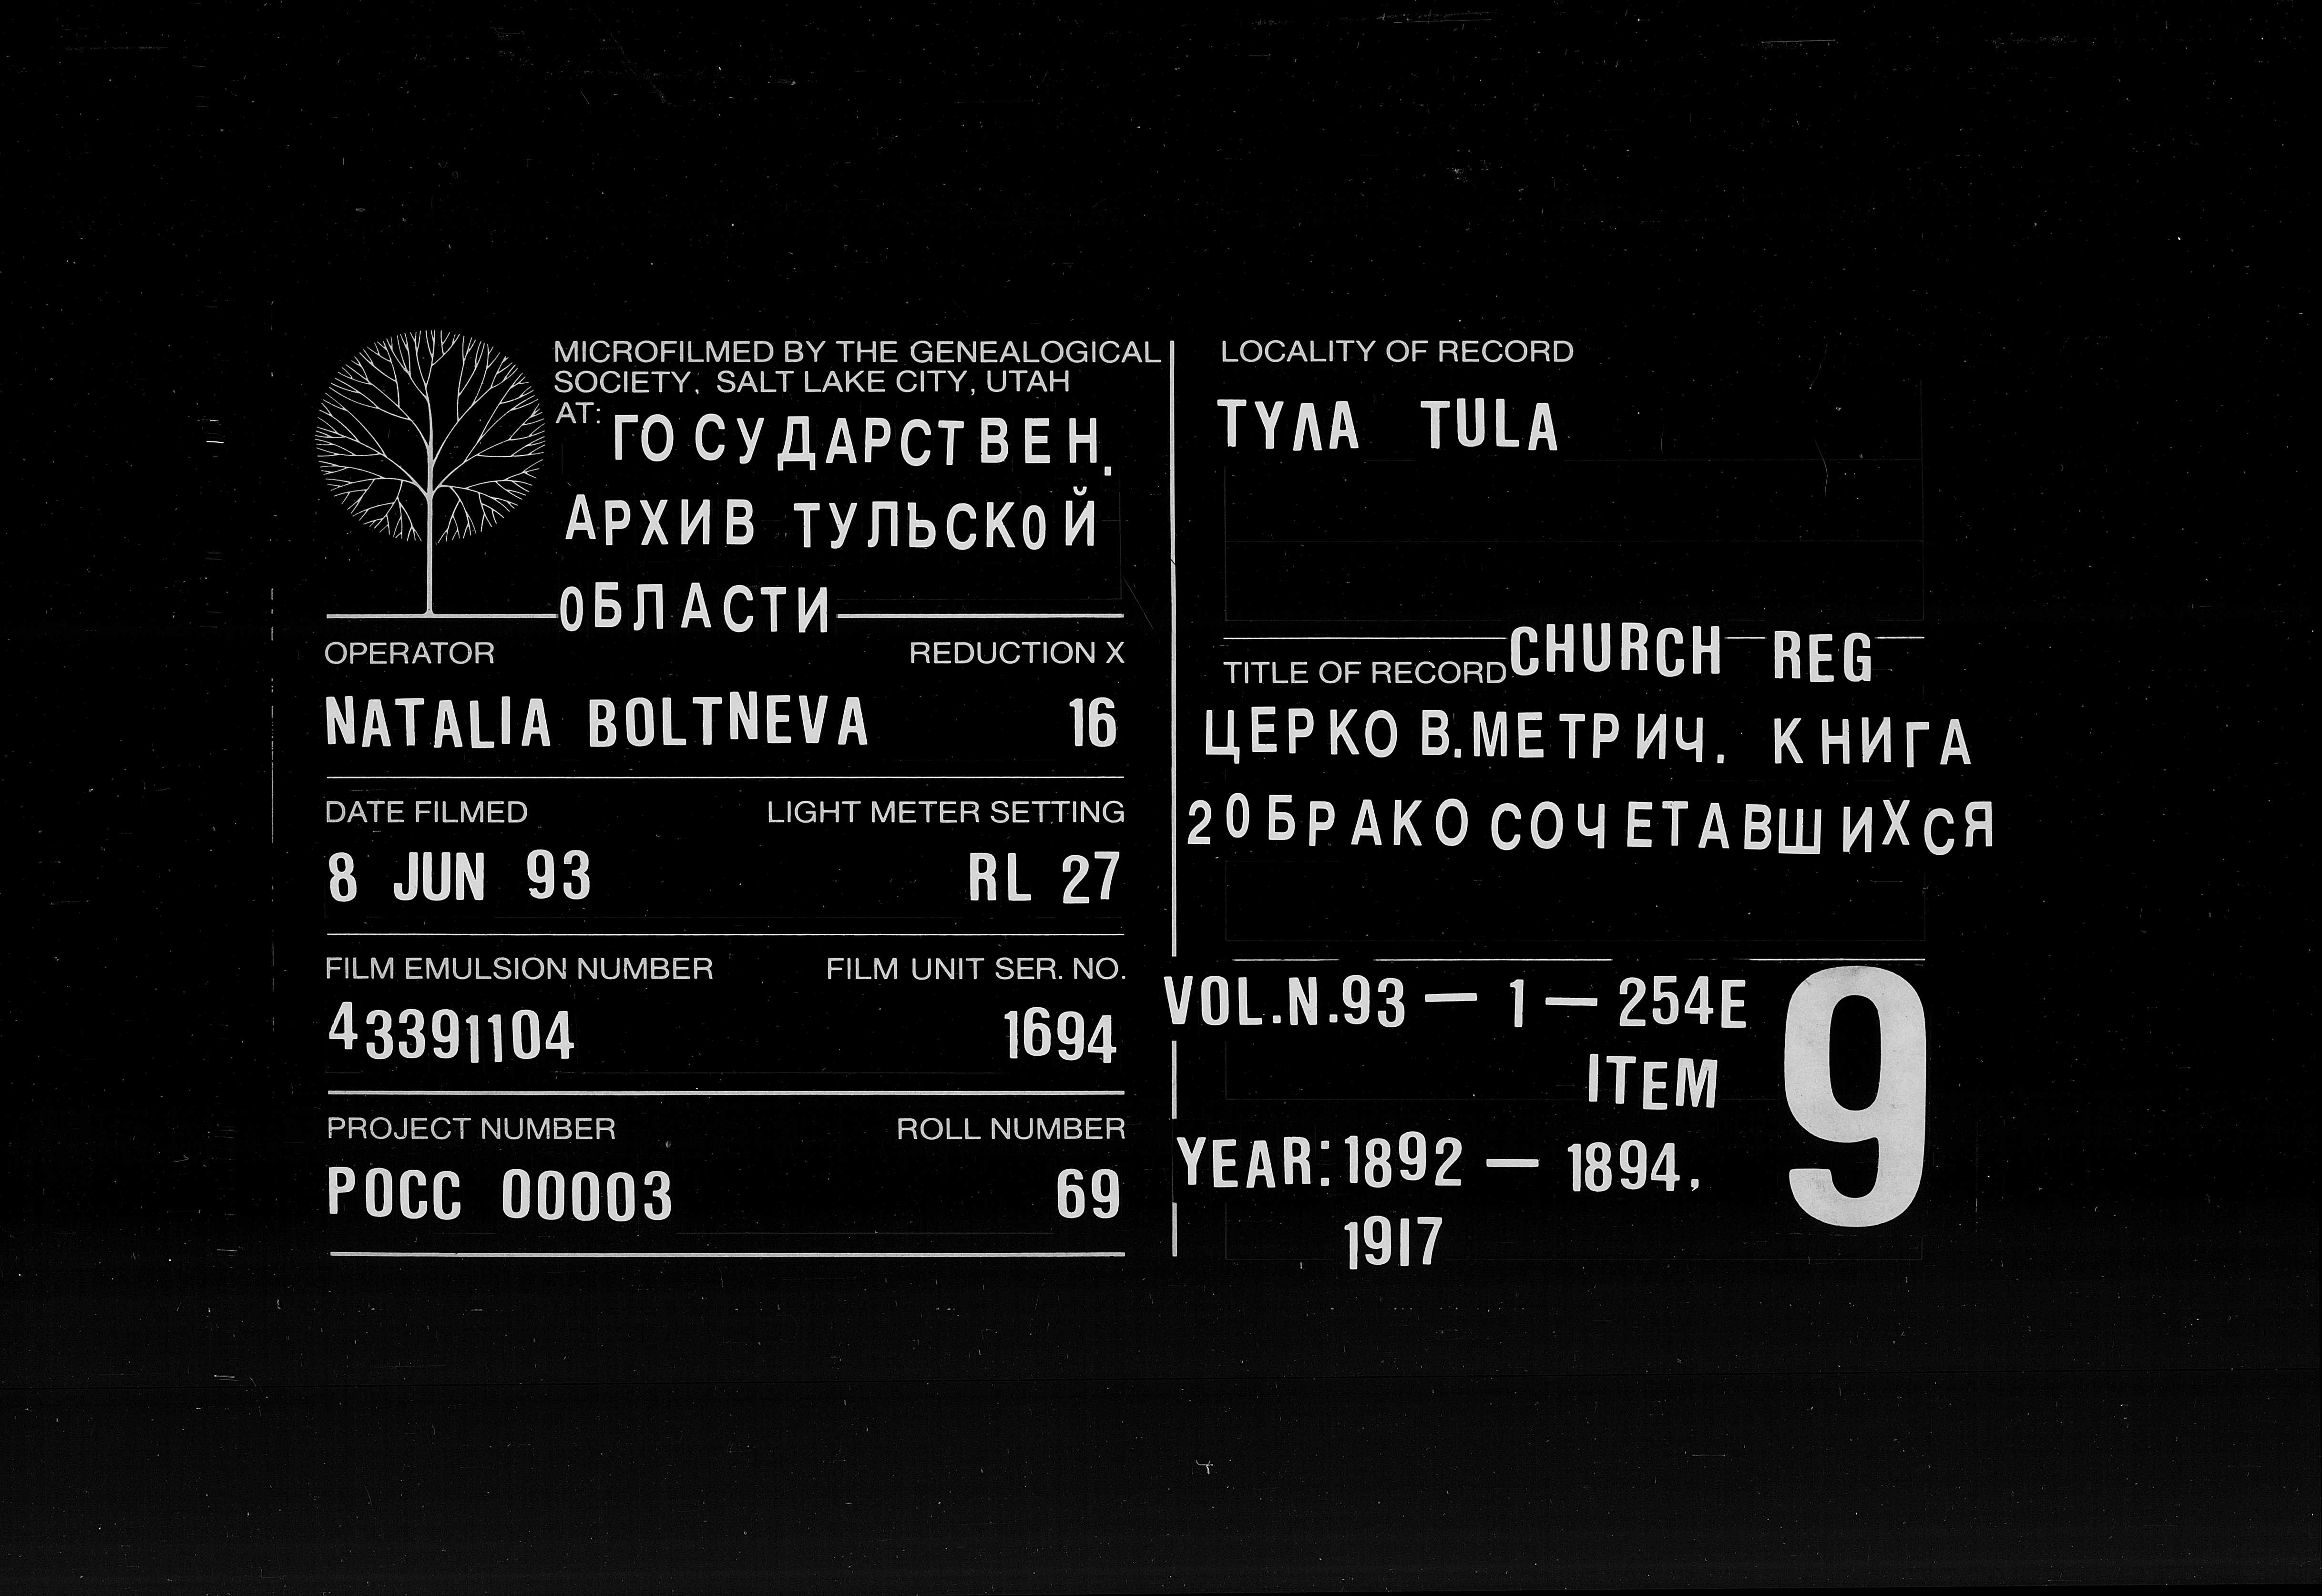 MICROFILMED BY THE GENEALOGICAL
SOCIETY, SALT LAKE CITY, UTAH
AT: ГОСУДАРСТВЕН.
АРХИВ ТУЛЬСКОЙ
ОБЛАСТИ
OPERATOR REDUCTION X
NATALIA BOLTNEVA 16
DATE FILMED LIGHT METER SETTING
8 JUN 93 RL 27
FILM EMULSION NUMBER FILM UNIT SER. NO.
43391104 1694
PROJECT NUMBER ROLL NUMBER
РОСС 00003 69
LOCALITY OF RECORD
ТУЛА TULA
TITLE OF RECORD CHURCH REG
ЦЕРКОВ.МЕТРИЧ. КНИГА
2 О БРАКОСОЧЕТАВШИХСЯ
VOL.N.93 — 1 — 254E
ITEM 9
YEAR: 1892 — 1894,
1917